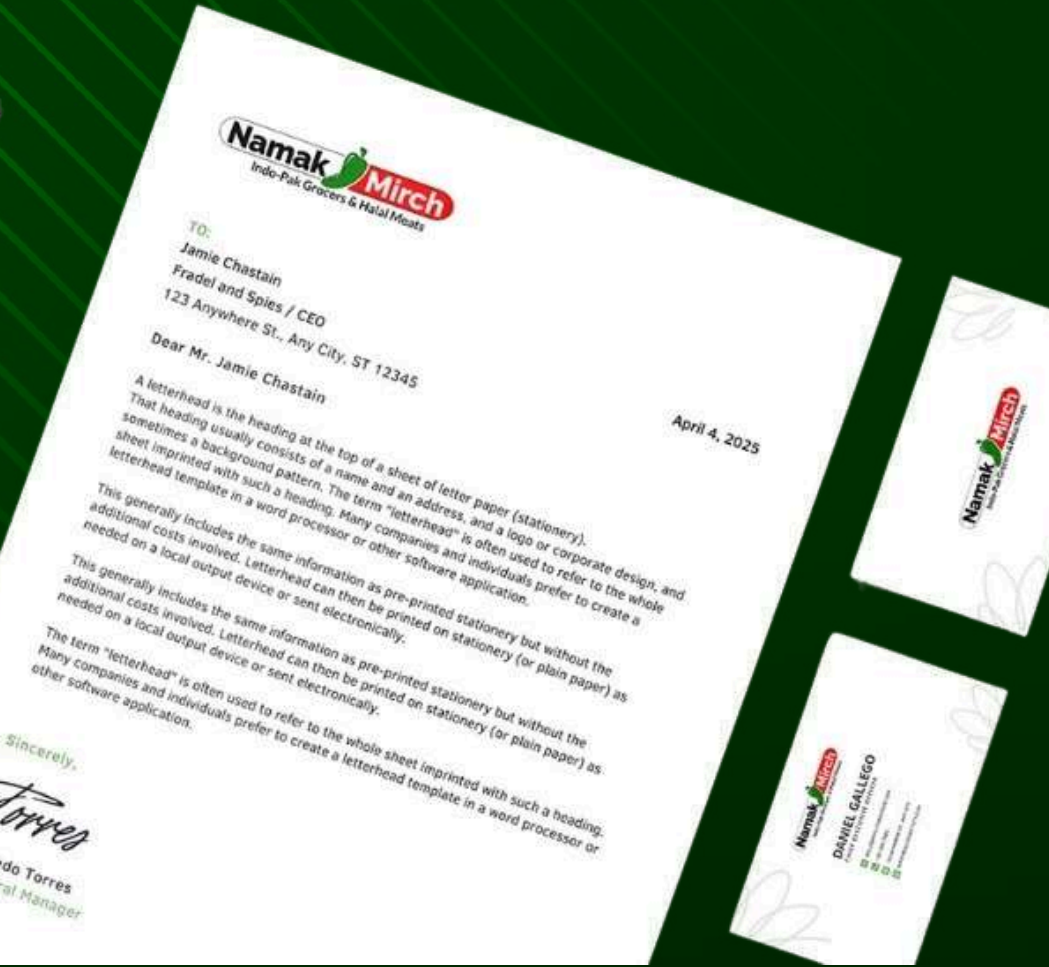 Namak Mirch
Indo-Pak Grocers & Halal Meats
TO:
Jamie Chastain
Fradel and Spies / CEO
123 Anywhere St., Any City, ST 12345
Dear Mr. Jamie Chastain
April 4, 2025
A letterhead is the heading at the top of a sheet of letter paper (stationery).
That heading usually consists of a name and an address, and a logo or corporate design, and
sometimes a background pattern. The term "letterhead" is often used to refer to the whole
sheet imprinted with such a heading. Many companies and individuals prefer to create a
letterhead template in a word processor or other software application.
This generally includes the same information as pre-printed stationery but without the
additional costs involved. Letterhead can then be printed on stationery (or plain paper) as
needed on a local output device or sent electronically.
This generally includes the same information as pre-printed stationery but without the
additional costs involved. Letterhead can then be printed on stationery (or plain paper) as
needed on a local output device or sent electronically.
The term "letterhead" is often used to refer to the whole sheet imprinted with such a heading.
Many companies and individuals prefer to create a letterhead template in a word processor or
other software application.
Sincerely,
Torres
do Torres
ral Manager
Namak Mirch
Indo-Pak Grocers & Halal Meats
Namak Mirch
DANIEL GALLEGO
CHIEF EXECUTIVE OFFICER